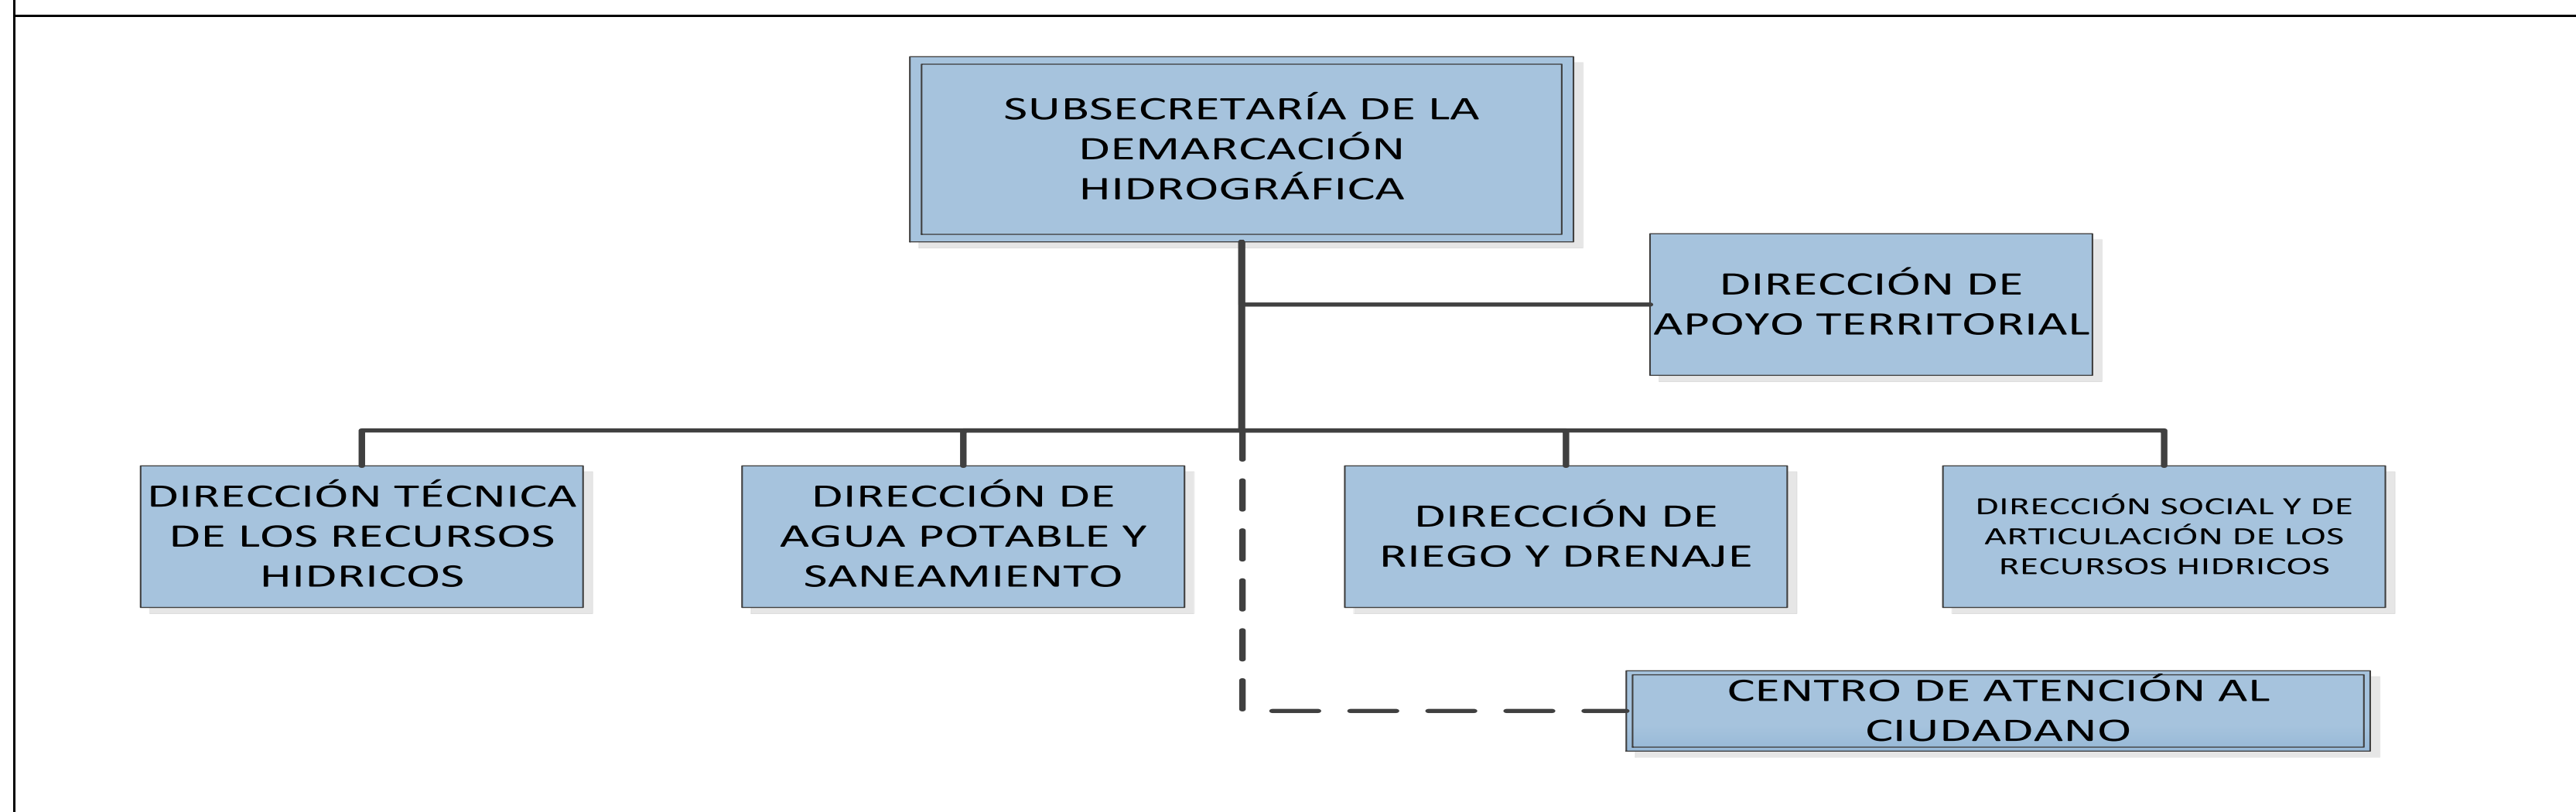 SUBSECRETARÍA DE LA
DEMARCACIÓN
HIDROGRÁFICA
DIRECCIÓN DE
APOYO TERRITORIAL
DIRECCIÓN TÉCNICA
DE LOS RECURSOS
HIDRICOS
DIRECCIÓN DE
AGUA POTABLE Y
SANEAMIENTO
DIRECCIÓN DE
RIEGO Y DRENAJE
DIRECCIÓN SOCIAL Y DE
ARTICULACIÓN DE LOS
RECURSOS HIDRICOS
CENTRO DE ATENCIÓN AL
CIUDADANO